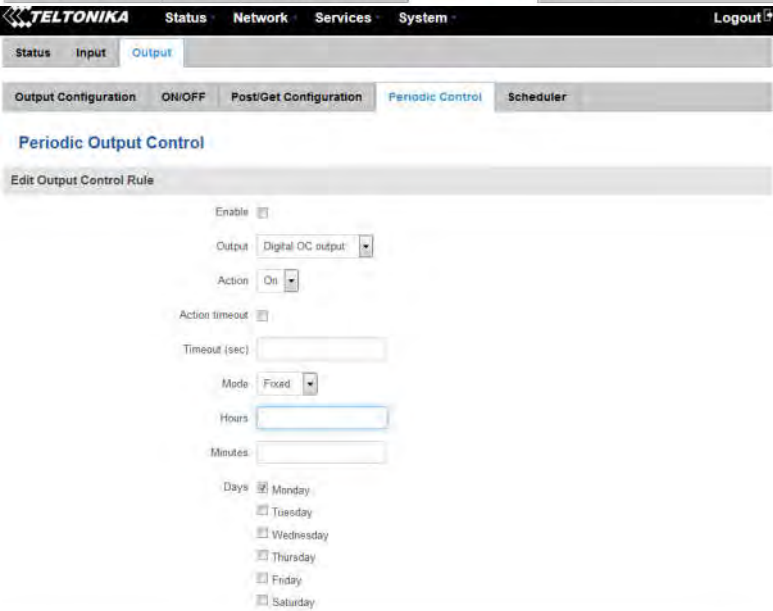 TELTONIKA Status Network Services System Logout
Status Input Output
Output Configuration ON/OFF Post/Get Configuration Periodic Control Scheduler
Periodic Output Control
Edit Output Control Rule
Enable
Output Digital OC output
Action On
Action timeout
Timeout (sec)
Mode Fixed
Hours
Minutes
Days Monday
Tuesday
Wednesday
Thursday
Friday
Saturday